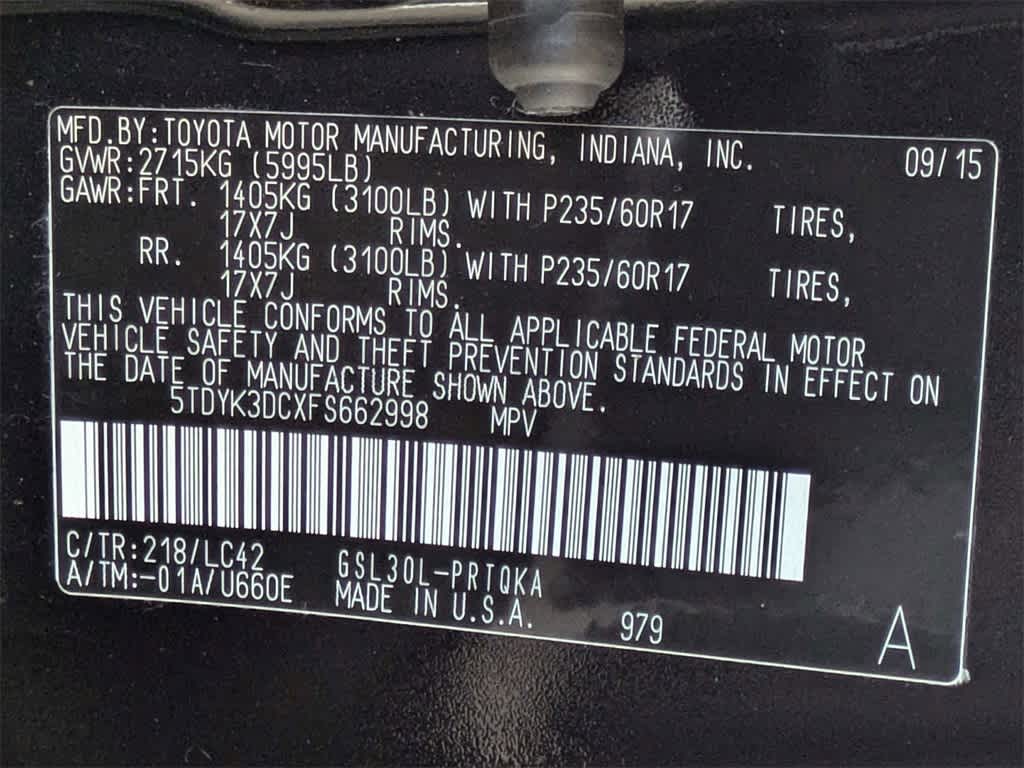 MFD.BY:TOYOTA MOTOR MANUFACTURING, INDIANA, INC. 09/15
GVWR:2715KG (5995LB)
GAWR:FRT. 1405KG (3100LB) WITH P235/60R17 TIRES,
17X7J RIMS.
RR. 1405KG (3100LB) WITH P235/60R17 TIRES,
17X7J RIMS.
THIS VEHICLE CONFORMS TO ALL APPLICABLE FEDERAL MOTOR
VEHICLE SAFETY AND THEFT PREVENTION STANDARDS IN EFFECT ON
THE DATE OF MANUFACTURE SHOWN ABOVE.
5TDYK3DCXFS662998 MPV
C/TR:218/LC42 GSL30L-PRTQKA
A/TM:-01A/U660E MADE IN U.S.A. 979 A